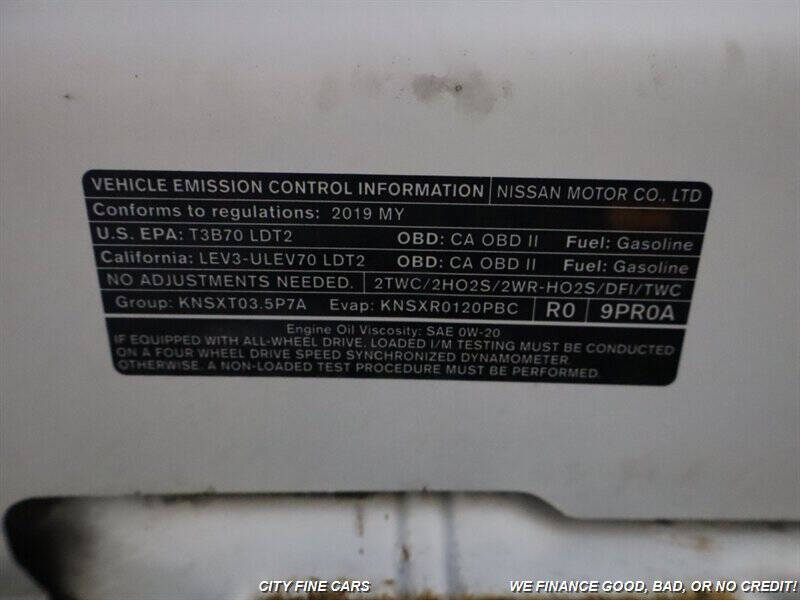 VEHICLE EMISSION CONTROL INFORMATION NISSAN MOTOR CO., LTD
Conforms to regulations: 2019 MY
U.S. EPA: T3B70 LDT2 OBD: CA OBD II Fuel: Gasoline
California: LEV3-ULEV70 LDT2 OBD: CA OBD II Fuel: Gasoline
NO ADJUSTMENTS NEEDED. 2TWC/2HO2S/2WR-HO2S/DFI/TWC
Group: KNSXT03.5P7A Evap: KNSXR0120PBC R0 9PR0A
Engine Oil Viscosity: SAE 0W-20
IF EQUIPPED WITH ALL-WHEEL DRIVE. LOADED I/M TESTING MUST BE CONDUCTED
ON A FOUR WHEEL DRIVE SPEED SYNCHRONIZED DYNAMOMETER.
OTHERWISE. A NON-LOADED TEST PROCEDURE MUST BE PERFORMED.
CITY FINE CARS WE FINANCE GOOD, BAD, OR NO CREDIT!